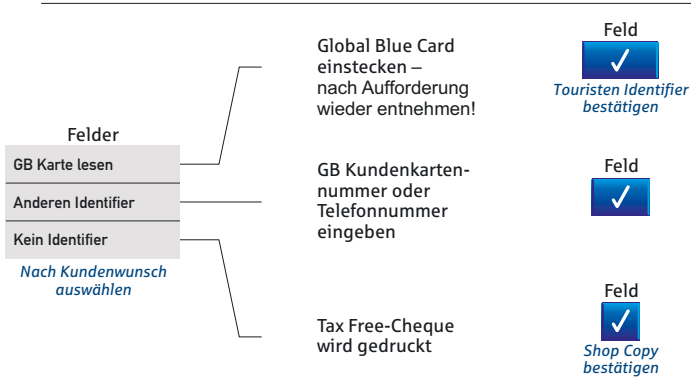 Felder
GB Karte lesen
Anderen Identifier
Kein Identifier
Nach Kundenwunsch
auswählen
Global Blue Card
einstecken –
nach Aufforderung
wieder entnehmen!
Feld
Touristen Identifier
bestätigen
GB Kundenkarten-
nummer oder
Telefonnummer
eingeben
Feld
Tax Free-Cheque
wird gedruckt
Feld
Shop Copy
bestätigen